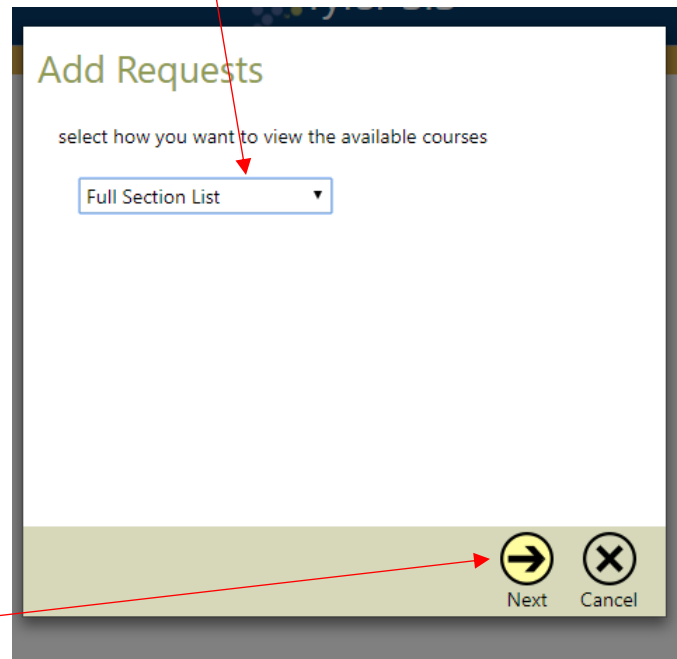 Add Requests
select how you want to view the available courses
Full Section List
Next Cancel